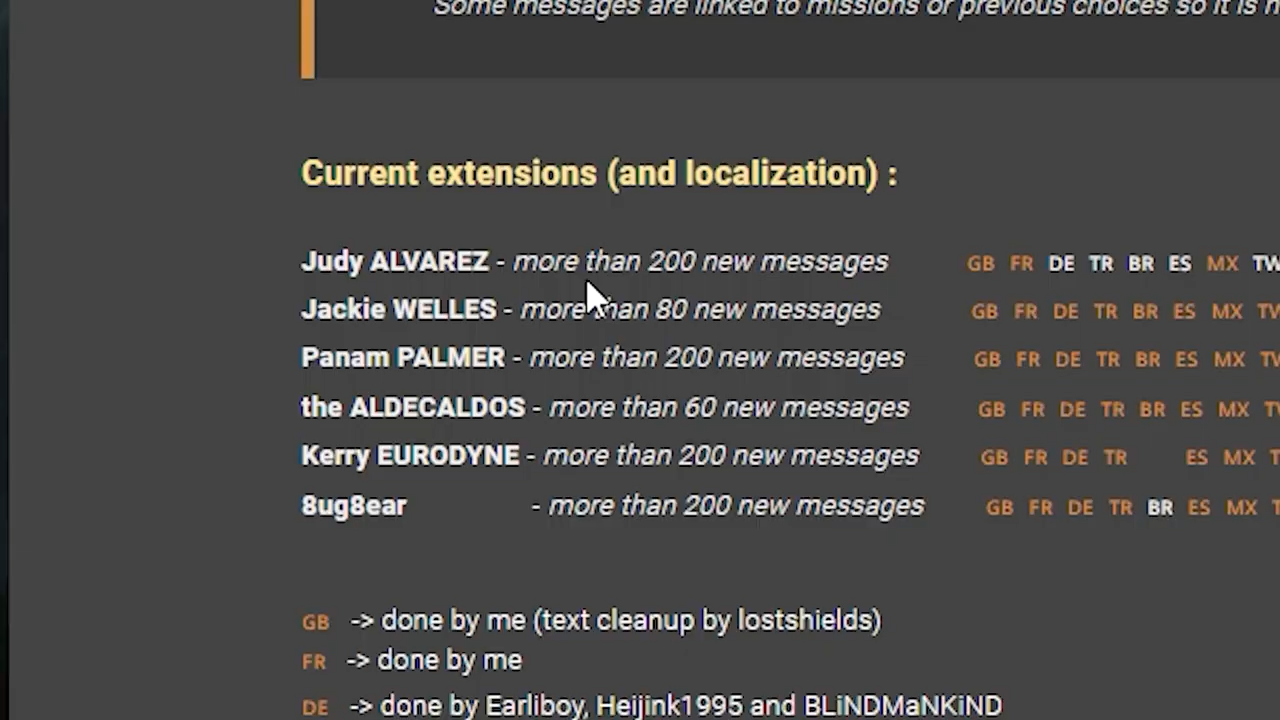 Some messages are linked to missions or previous choices so it is
Current extensions (and localization) :
Judy ALVAREZ - more than 200 new messages GB FR DE TR BR ES MX TW
Jackie WELLES - more than 80 new messages GB FR DE TR BR ES MX
Panam PALMER - more than 200 new messages GB FR DE TR BR ES MX
the ALDECALDOS - more than 60 new messages GB FR DE TR BR ES MX
Kerry EURODYNE - more than 200 new messages GB FR DE TR ES MX
8ug8ear - more than 200 new messages GB FR DE TR BR ES MX
GB -> done by me (text cleanup by lostshields)
FR -> done by me
DE -> done by Earliboy, Heijink1995 and BLiNDMaNKiND